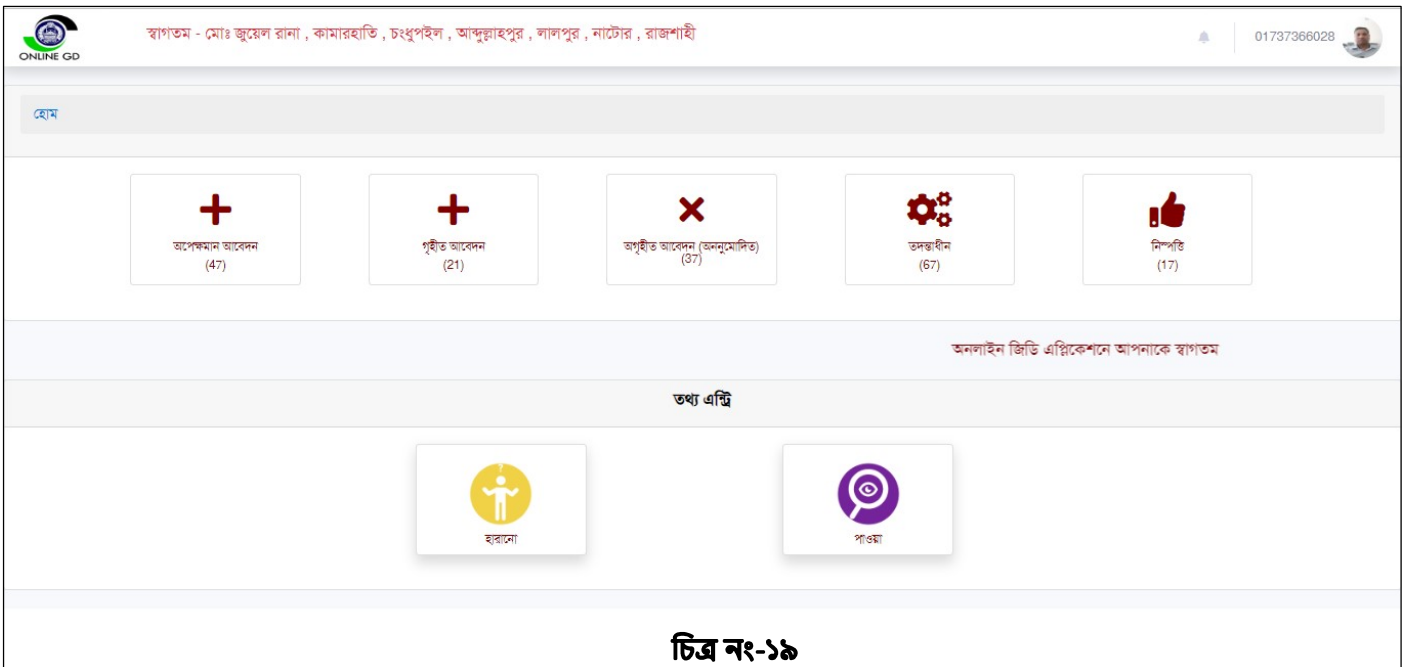 ONLINE GD
স্বাগতম - মোঃ জুয়েল রানা , কামারহাতি , চংধুপইল , আব্দুল্লাহপুর , লালপুর , নাটোর , রাজশাহী
01737366028
হোম
অপেক্ষমান আবেদন
(47)
গৃহীত আবেদন
(21)
অগৃহীত আবেদন (অননুমোদিত)
(37)
তদন্তাধীন
(67)
নিষ্পত্তি
(17)
অনলাইন জিডি এপ্লিকেশনে আপনাকে স্বাগতম
তথ্য এন্ট্রি
হারানো
পাওয়া
চিত্র নং-১৯